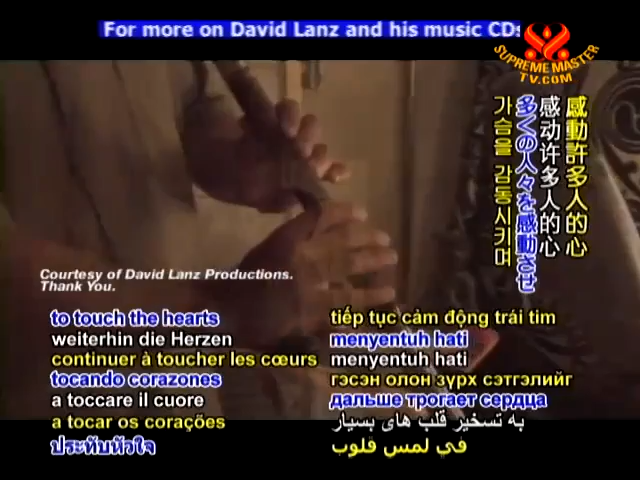 For more on David Lanz and his music CDs
SUPREME MASTER
TV.COM
感動許多人的心
感动许多人的心
多くの人々を感動させ
가슴을 감동시키며
Courtesy of David Lanz Productions.
Thank You.
to touch the hearts
weiterhin die Herzen
continuer à toucher les cœurs
tocando corazones
a toccare il cuore
a tocar os corações
ประทับหัวใจ
tiếp tục cảm động trái tim
menyentuh hati
menyentuh hati
гэсэн олон зүрх сэтгэлийг
дальше трогает сердца
به تسخیر قلب های بسیار
في لمس قلوب